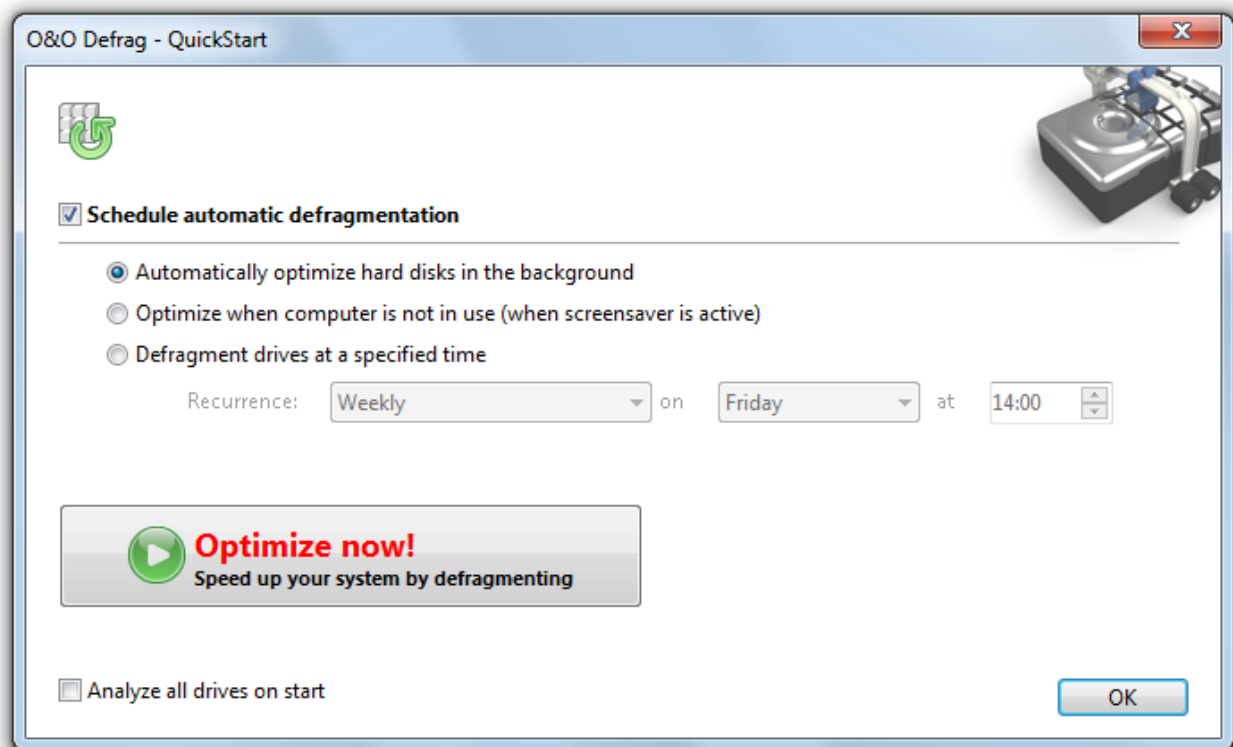 O&O Defrag - QuickStart
Schedule automatic defragmentation
Automatically optimize hard disks in the background
Optimize when computer is not in use (when screensaver is active)
Defragment drives at a specified time
Recurrence: Weekly on Friday at 14:00
Optimize now!
Speed up your system by defragmenting
Analyze all drives on start
OK